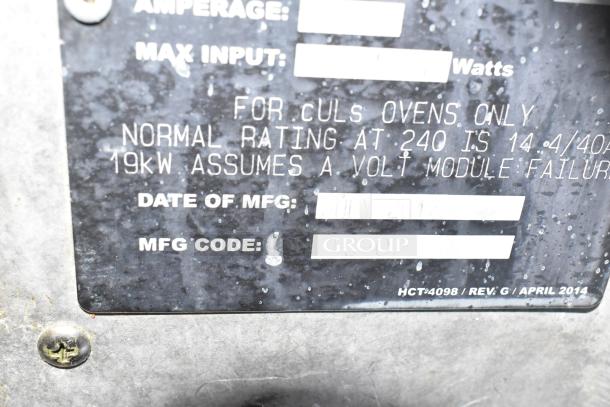 AMPERAGE:
MAX INPUT: Watts
FOR cULs OVENS ONLY
NORMAL RATING AT 240 IS 14.4/40A
19kW ASSUMES A VOLT MODULE FAILUR
DATE OF MFG:
MFG CODE: GROUP
HCT-4098 / REV. G / APRIL 2014